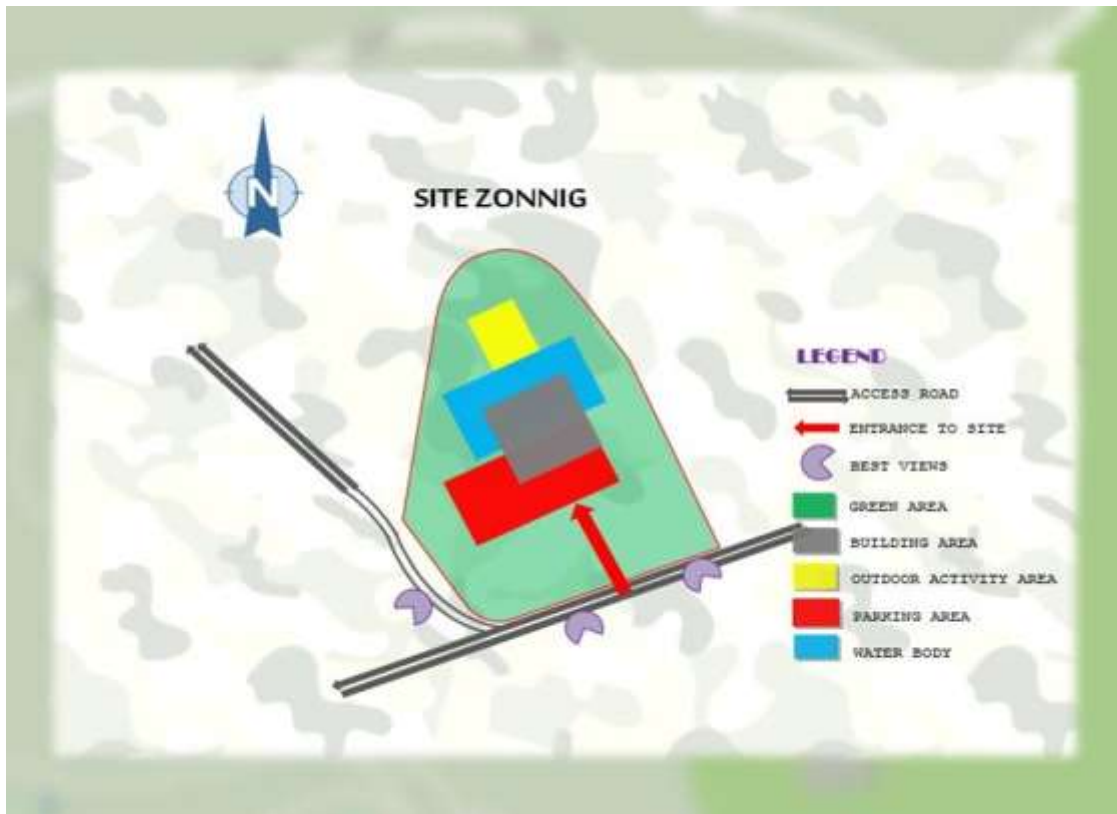 N
SITE ZONNIG
LEGEND
ACCESS ROAD
ENTRANCE TO SITE
BEST VIEWS
GREEN AREA
BUILDING AREA
OUTDOOR ACTIVITY AREA
PARKING AREA
WATER BODY